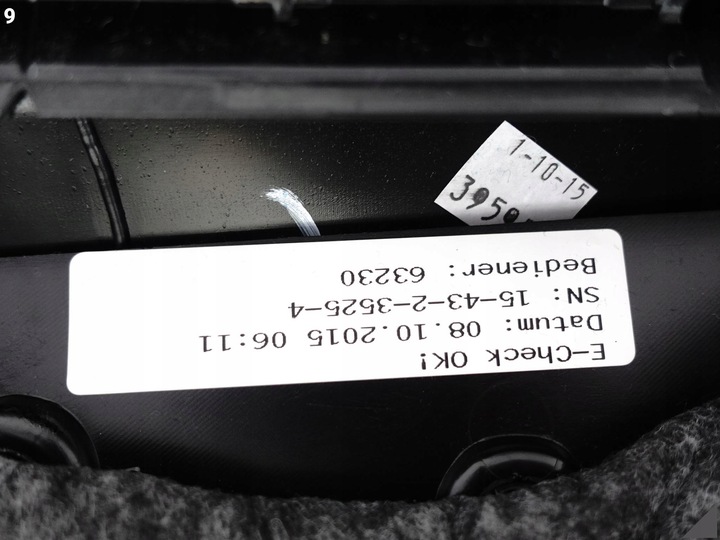 9
1-10-15
E-Check OK!
Datum: 08.10.2015 06:11
SN: 15-43-2-3525-4
Bediener: 63230